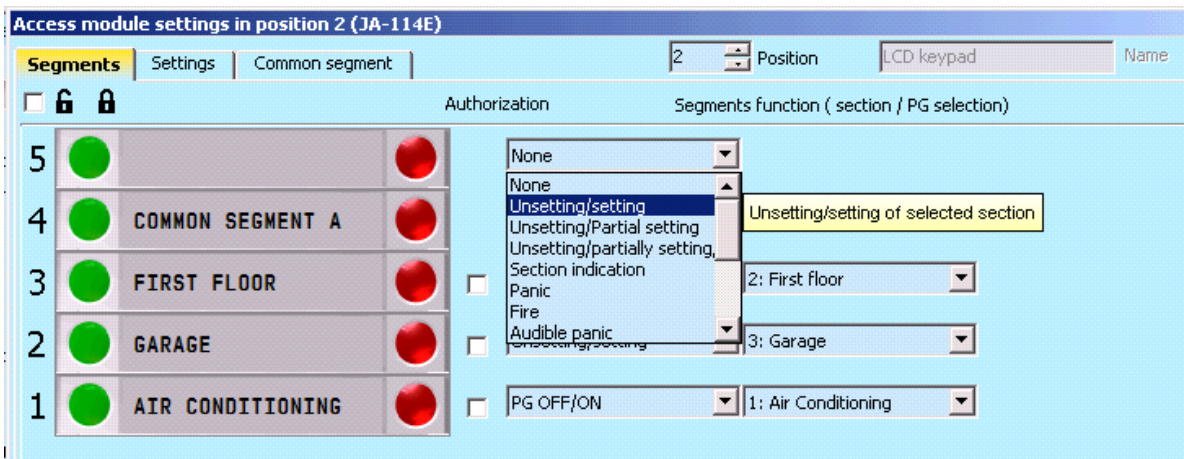 Access module settings in position 2 (JA-114E)
Segments Settings Common segment 2 Position LCD keypad Name
Authorization Segments function ( section / PG selection)
5 None
None
Unsetting/setting
Unsetting/Partial setting
Unsetting/partially setting,
Section indication
Panic
Fire
Audible panic
Unsetting/setting of selected section
4 COMMON SEGMENT A
3 FIRST FLOOR 2: First floor
2 GARAGE Unsetting/setting 3: Garage
1 AIR CONDITIONING PG OFF/ON 1: Air Conditioning